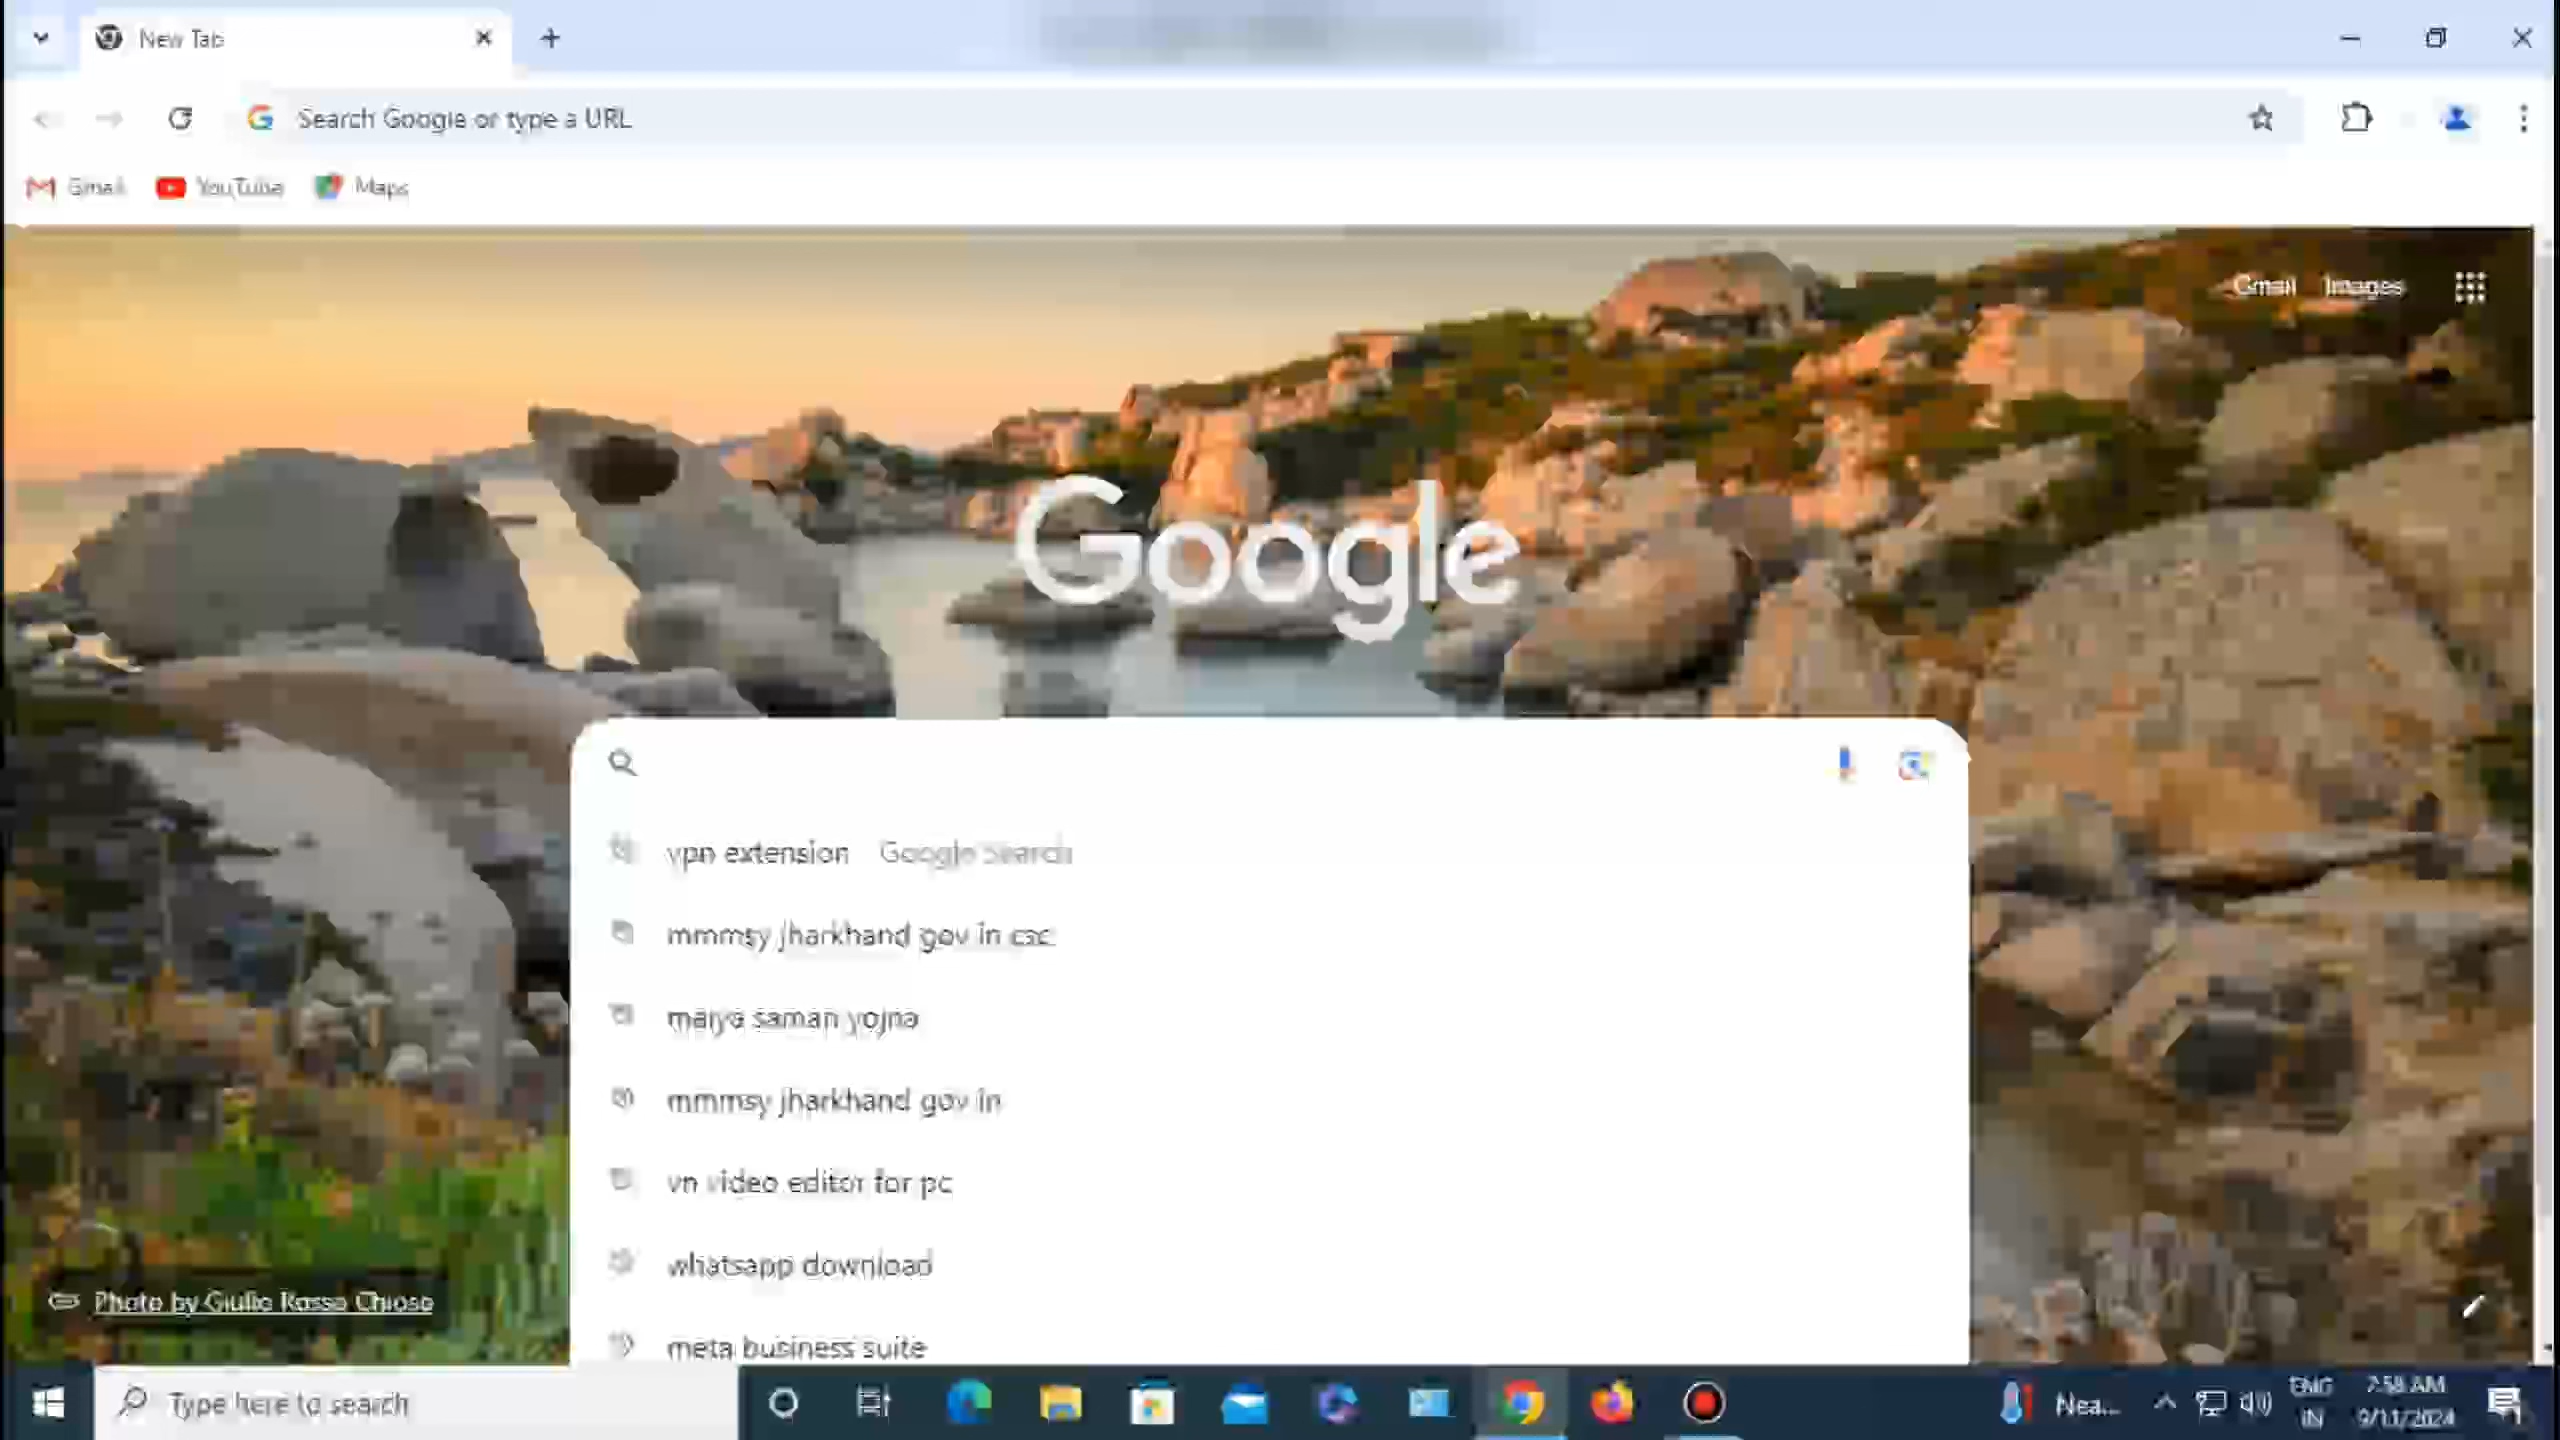 New Tab
Search Google or type a URL
Gmail YouTube Maps
Gmail Images
Google
vpn extension Google Search
mmmsy jharkhand gov in csc
maiya saman yojna
mmmsy jharkhand gov in
vn video editor for pc
whatsapp download
meta business suite
Photo by Giulio Rosso Chioso
Type here to search
Nea...
ENG
IN
7:58 AM
9/11/2024